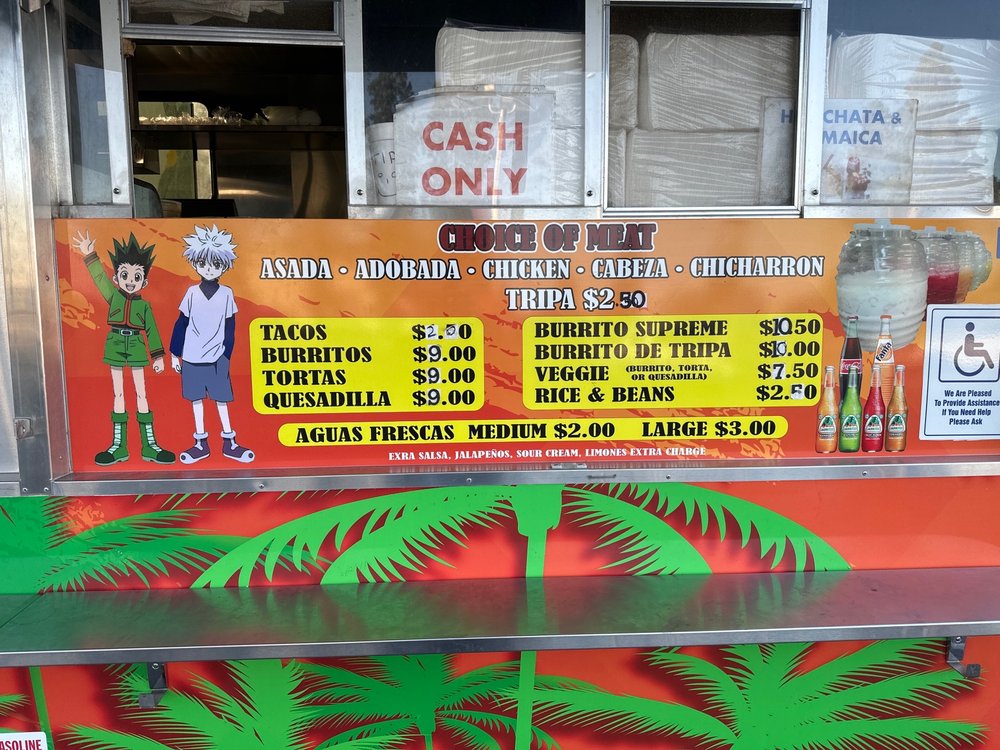 TIP
CASH
ONLY
CHATA &
MAICA
CHOICE OF MEAT
ASADA • ADOBADA • CHICKEN • CABEZA • CHICHARRON
TRIPA $2.50
TACOS $2.50
BURRITOS $9.00
TORTAS $9.00
QUESADILLA $9.00
BURRITO SUPREME $10.50
BURRITO DE TRIPA $10.00
VEGGIE (BURRITO, TORTA, OR QUESADILLA) $7.50
RICE & BEANS $2.50
AGUAS FRESCAS MEDIUM $2.00 LARGE $3.00
EXRA SALSA, JALAPEÑOS, SOUR CREAM, LIMONES EXTRA CHARGE
Fanta
We Are Pleased
To Provide Assistance
If You Need Help
Please Ask
ASOLINE